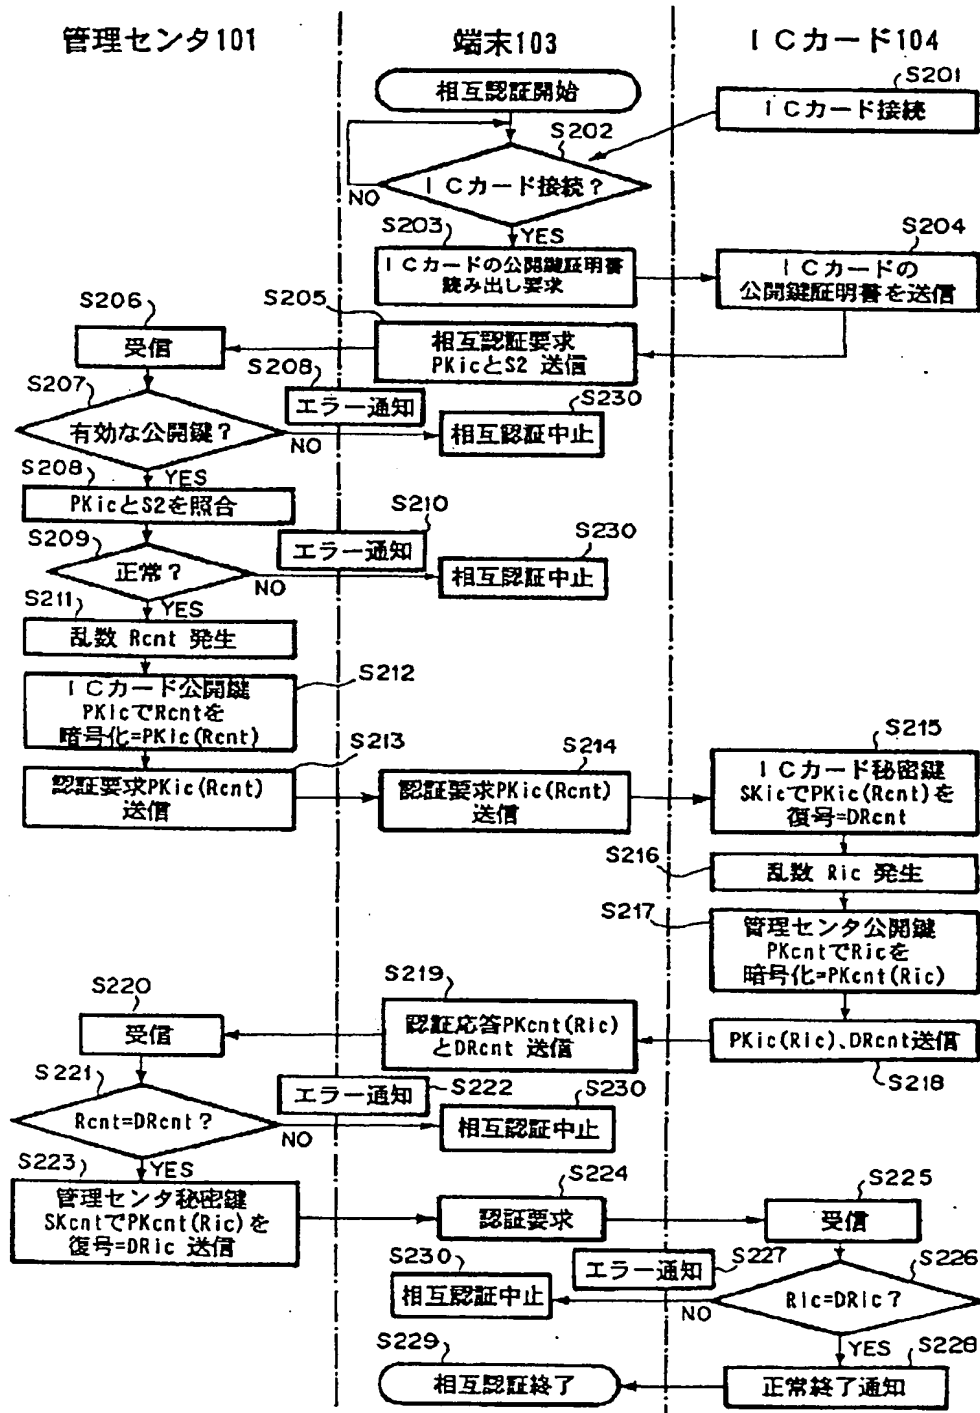 管理センタ101
端末103
ICカード104
相互認証開始
S201
ICカード接続
S202
ICカード接続？
NO
YES
S203
ICカードの公開鍵証明書
読み出し要求
S204
ICカードの
公開鍵証明書を送信
S205
相互認証要求
PKicとS2 送信
S206
受信
S207
有効な公開鍵？
NO
YES
S208
エラー通知
S230
相互認証中止
S208
PKicとS2を照合
S209
正常？
NO
YES
S210
エラー通知
S230
相互認証中止
S211
乱数 Rcnt 発生
S212
ICカード公開鍵
PKicでRcntを
暗号化=PKic(Rcnt)
S213
認証要求PKic(Rcnt)
送信
S214
認証要求PKic(Rcnt)
送信
S215
ICカード秘密鍵
SKicでPKic(Rcnt)を
復号=DRcnt
S216
乱数 Ric 発生
S217
管理センタ公開鍵
PKcntでRicを
暗号化=PKcnt(Ric)
PKic(Ric)､DRcnt送信
S218
S219
認証応答PKcnt(Ric)
とDRcnt 送信
S220
受信
S221
Rcnt=DRcnt？
NO
YES
S222
エラー通知
S230
相互認証中止
S223
管理センタ秘密鍵
SKcntでPKcnt(Ric)を
復号=DRic 送信
S224
認証要求
S225
受信
S226
Ric=DRic？
NO
YES
S227
エラー通知
S230
相互認証中止
S228
正常終了通知
S229
相互認証終了